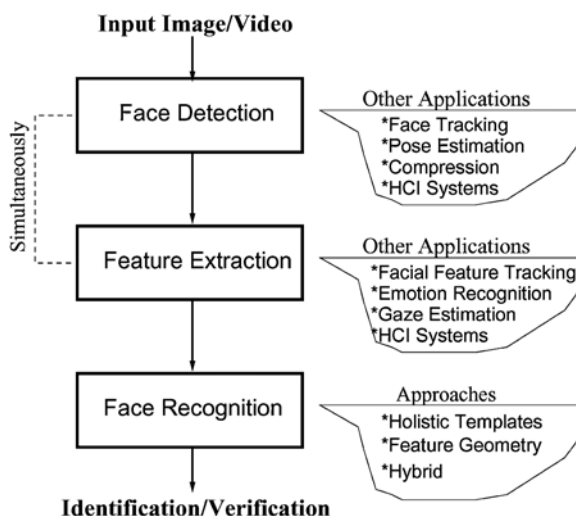 Input Image/Video
Face Detection
Other Applications
*Face Tracking
*Pose Estimation
*Compression
*HCI Systems
Simultaneously
Feature Extraction
Other Applications
*Facial Feature Tracking
*Emotion Recognition
*Gaze Estimation
*HCI Systems
Face Recognition
Approaches
*Holistic Templates
*Feature Geometry
*Hybrid
Identification/Verification